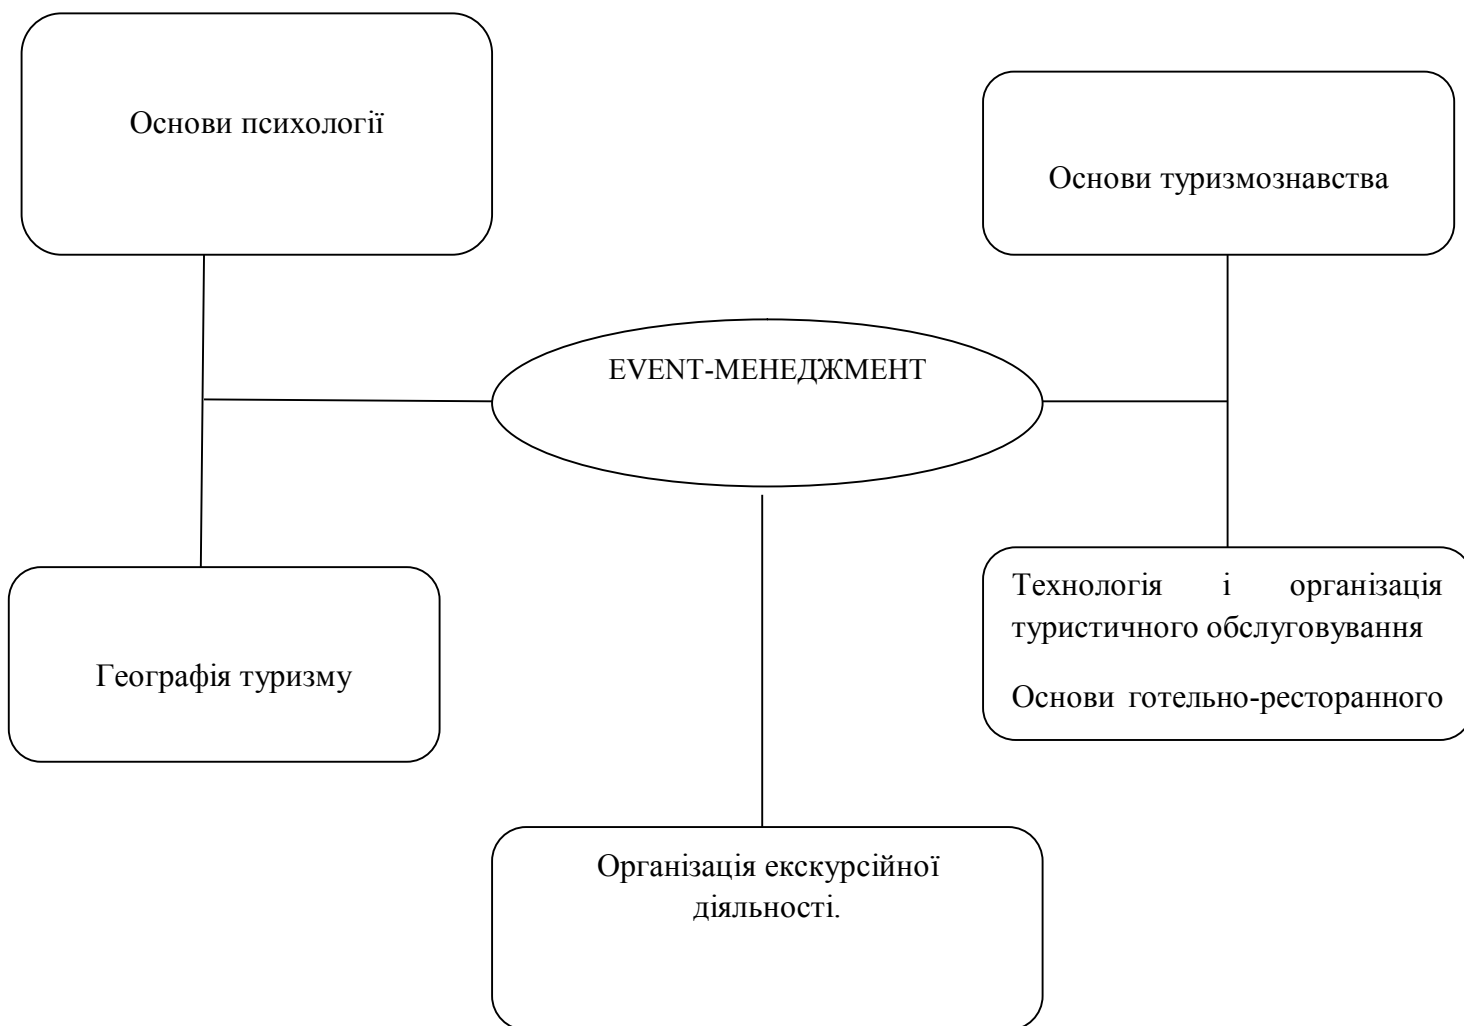 Основи психології
Основи туризмознавства
EVENT-МЕНЕДЖМЕНТ
Географія туризму
Технологія і організація
туристичного обслуговування
Основи готельно-ресторанного
Організація екскурсійної
діяльності.